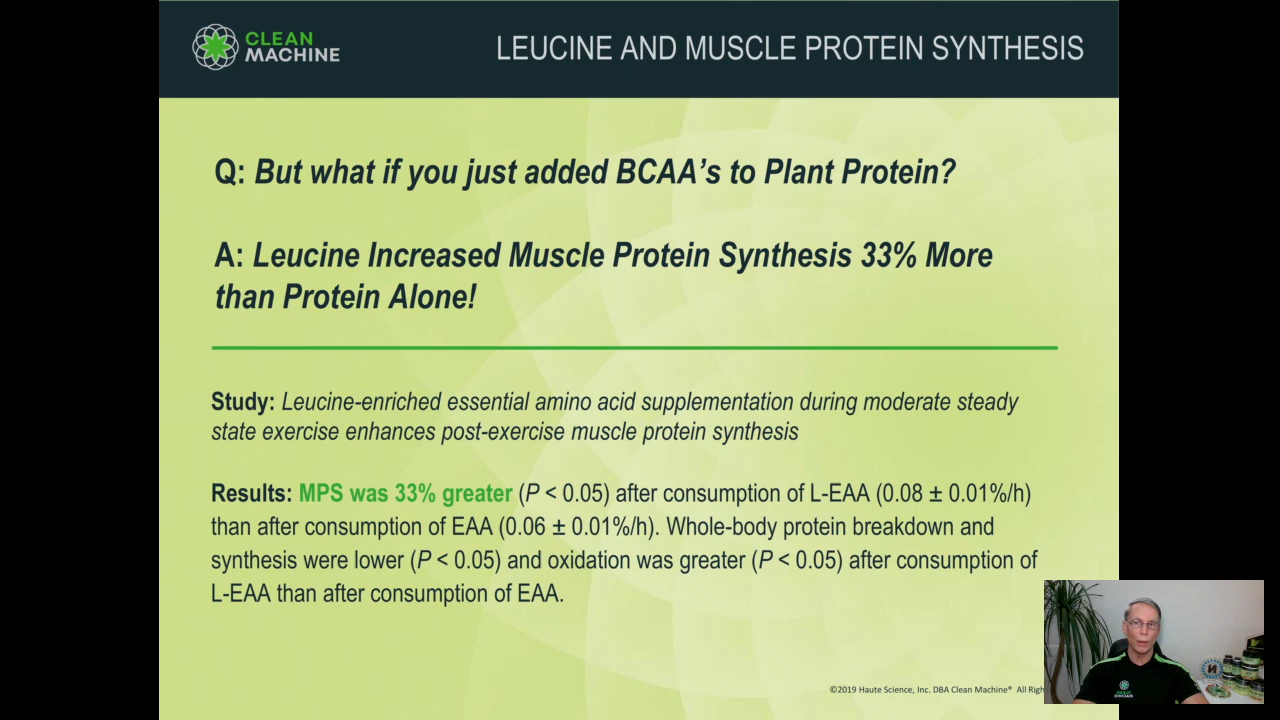 CLEAN
MACHINE
LEUCINE AND MUSCLE PROTEIN SYNTHESIS
Q: But what if you just added BCAA’s to Plant Protein?
A: Leucine Increased Muscle Protein Synthesis 33% More
than Protein Alone!
Study: Leucine-enriched essential amino acid supplementation during moderate steady
state exercise enhances post-exercise muscle protein synthesis
Results: MPS was 33% greater (P < 0.05) after consumption of L-EAA (0.08 ± 0.01%/h)
than after consumption of EAA (0.06 ± 0.01%/h). Whole-body protein breakdown and
synthesis were lower (P < 0.05) and oxidation was greater (P < 0.05) after consumption of
L-EAA than after consumption of EAA.
©2019 Haute Science, Inc. DBA Clean Machine® All